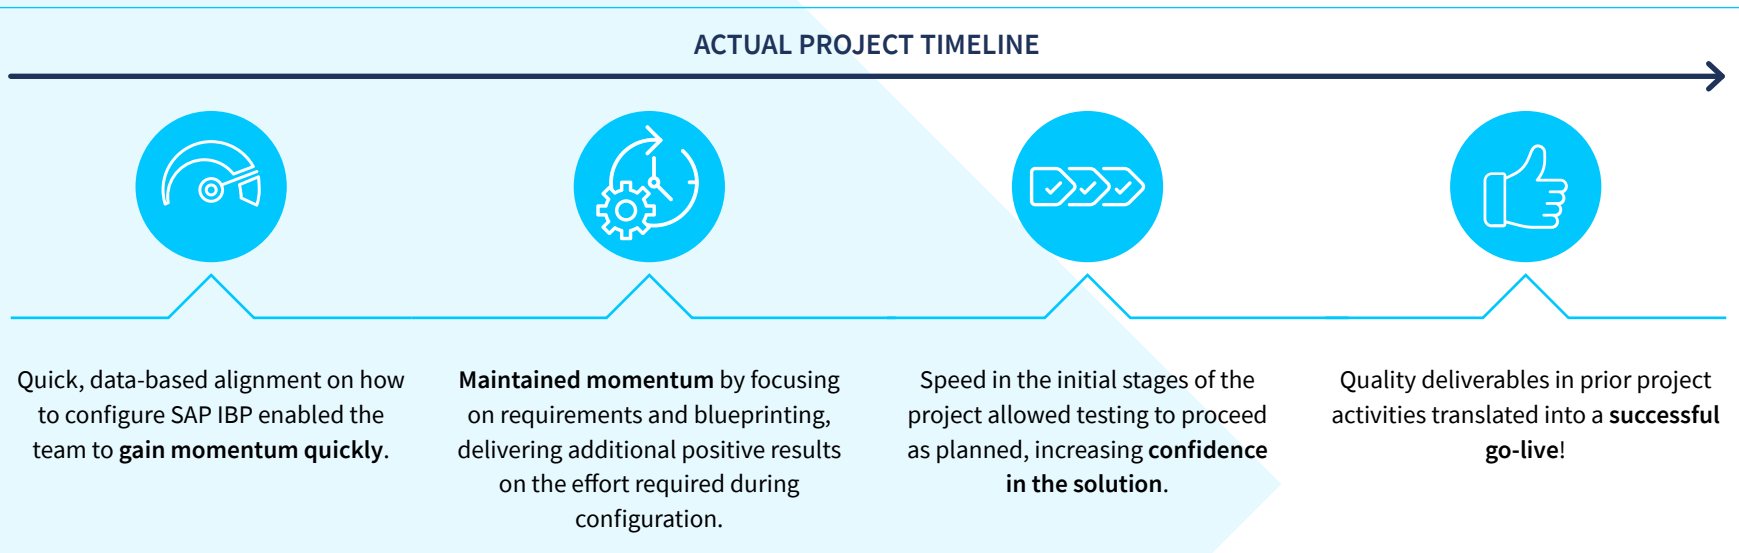 ACTUAL PROJECT TIMELINE
Quick, data-based alignment on how
to configure SAP IBP enabled the
team to gain momentum quickly.
Maintained momentum by focusing
on requirements and blueprinting,
delivering additional positive results
on the effort required during
configuration.
Speed in the initial stages of the
project allowed testing to proceed
as planned, increasing confidence
in the solution.
Quality deliverables in prior project
activities translated into a successful
go-live!